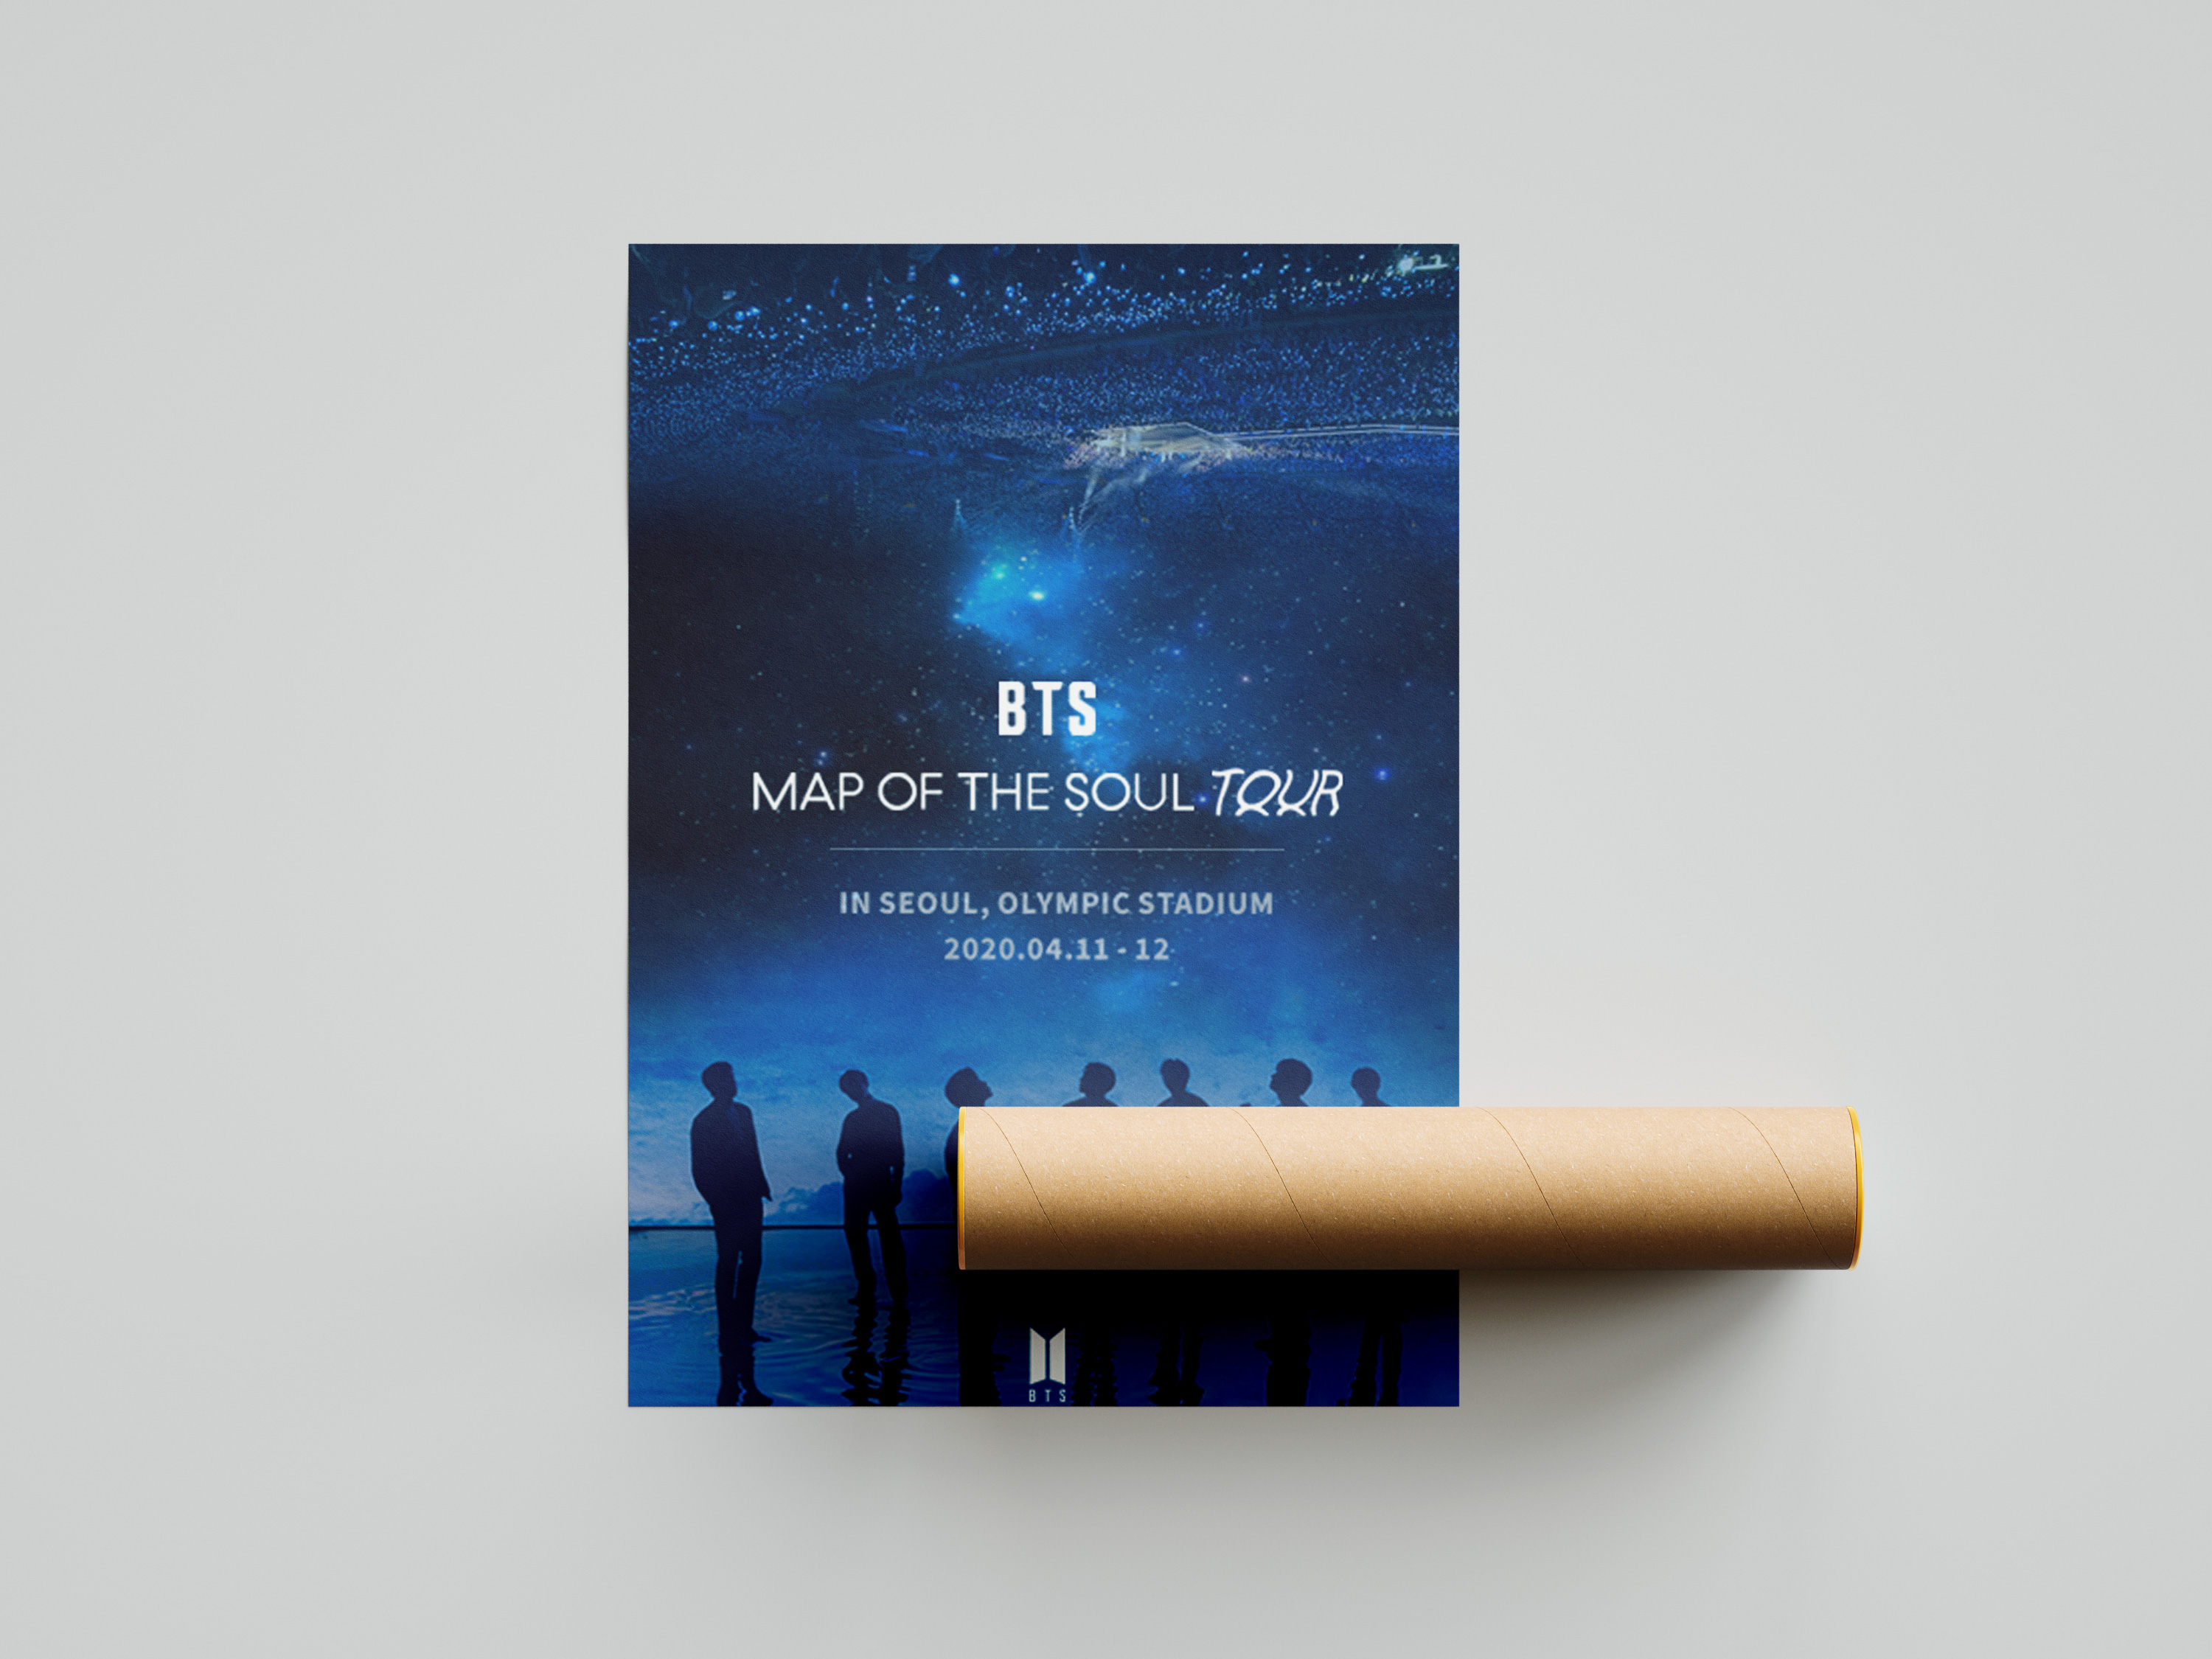 BTS
MAP OF THE SOUL TOUR
IN SEOUL, OLYMPIC STADIUM
2020.04.11 - 12
BTS